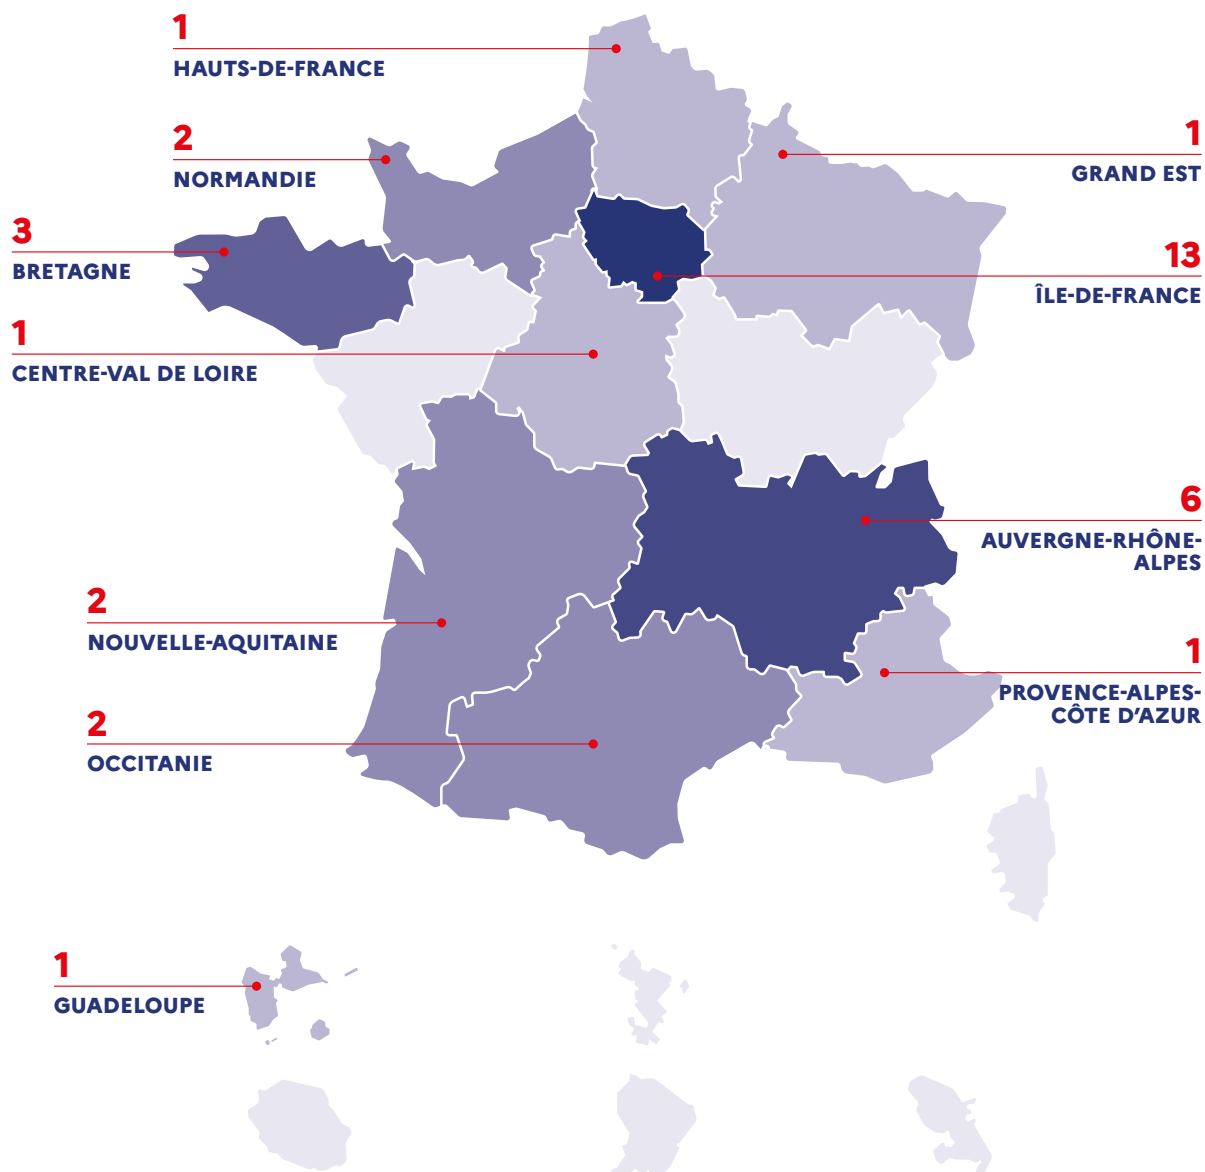 1
HAUTS-DE-FRANCE
2
NORMANDIE
1
GRAND EST
3
BRETAGNE
13
ÎLE-DE-FRANCE
1
CENTRE-VAL DE LOIRE
6
AUVERGNE-RHÔNE-
ALPES
2
NOUVELLE-AQUITAINE
1
PROVENCE-ALPES-
CÔTE D’AZUR
2
OCCITANIE
1
GUADELOUPE